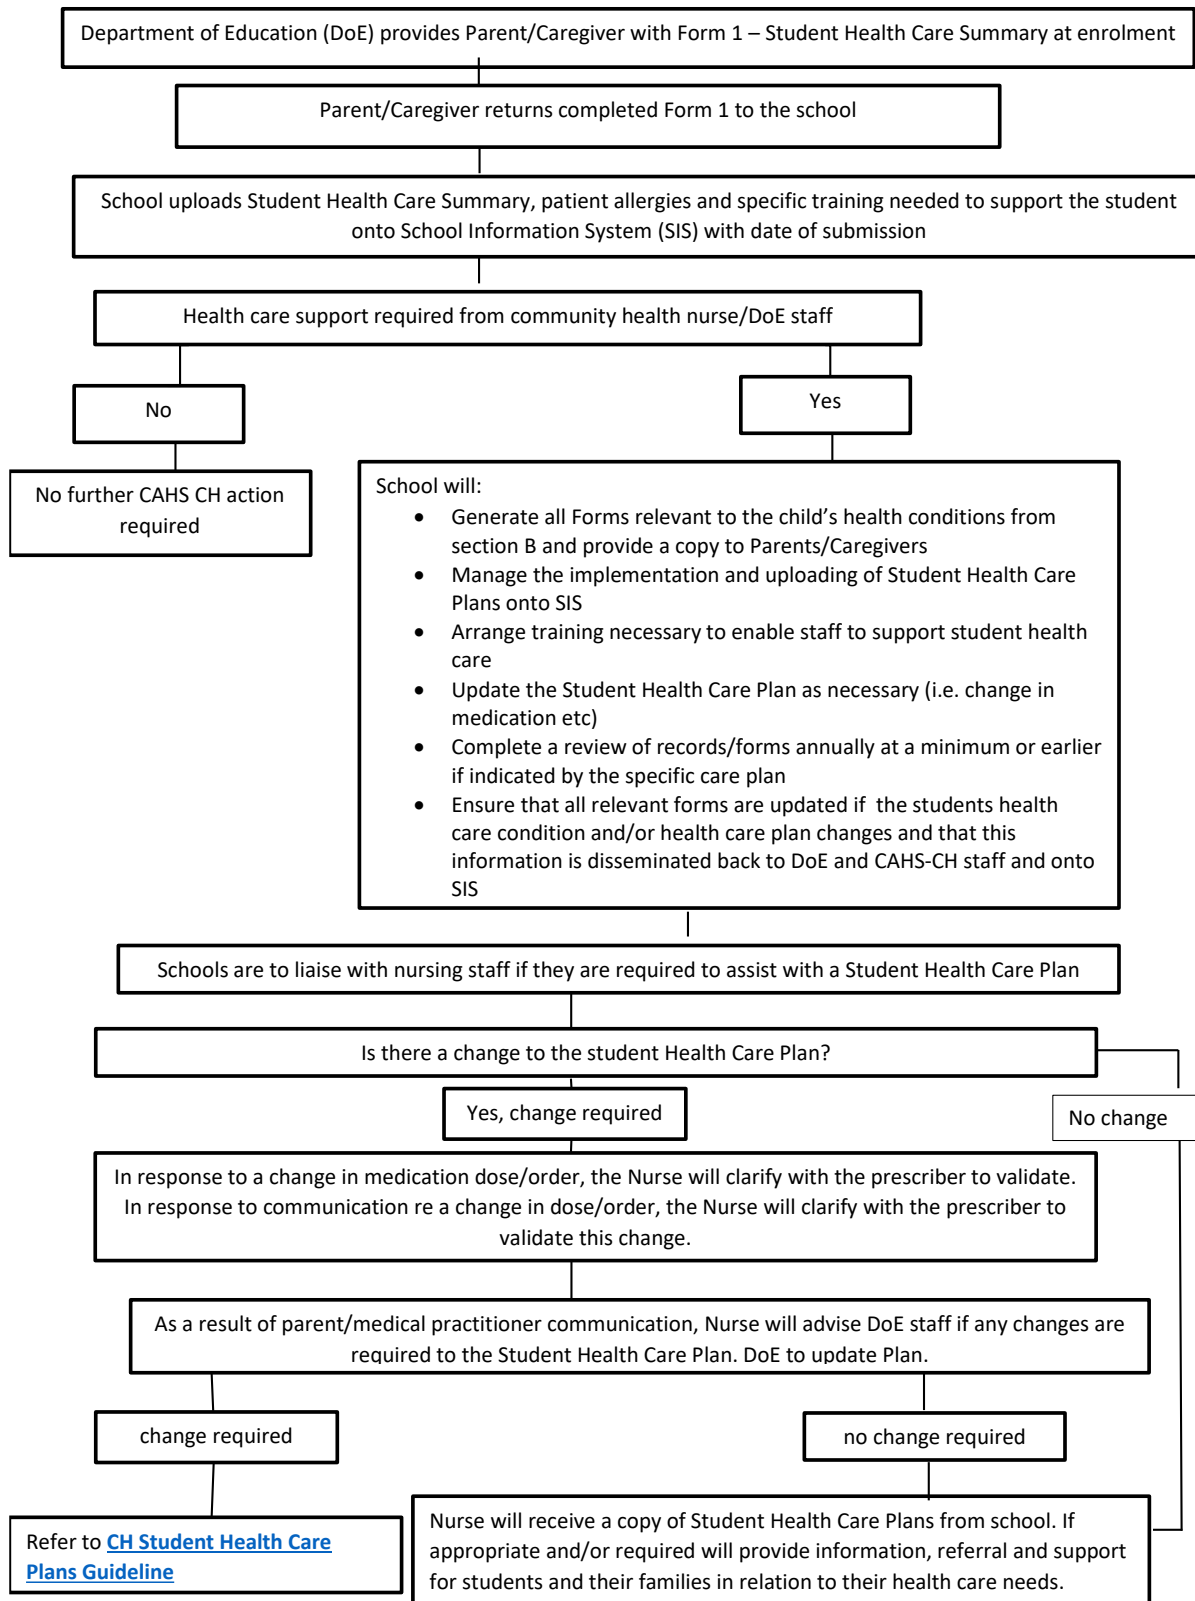 Department of Education (DoE) provides Parent/Caregiver with Form 1 – Student Health Care Summary at enrolment
Parent/Caregiver returns completed Form 1 to the school
School uploads Student Health Care Summary, patient allergies and specific training needed to support the student
onto School Information System (SIS) with date of submission
Health care support required from community health nurse/DoE staff
No
Yes
No further CAHS CH action
required
School will:
• Generate all Forms relevant to the child's health conditions from
section B and provide a copy to Parents/Caregivers
• Manage the implementation and uploading of Student Health Care
Plans onto SIS
• Arrange training necessary to enable staff to support student health
care
• Update the Student Health Care Plan as necessary (i.e. change in
medication etc)
• Complete a review of records/forms annually at a minimum or earlier
if indicated by the specific care plan
• Ensure that all relevant forms are updated if  the students health
care condition and/or health care plan changes and that this
information is disseminated back to DoE and CAHS-CH staff and onto
SIS
Schools are to liaise with nursing staff if they are required to assist with a Student Health Care Plan
Is there a change to the student Health Care Plan?
Yes, change required
No change
In response to a change in medication dose/order, the Nurse will clarify with the prescriber to validate.
In response to communication re a change in dose/order, the Nurse will clarify with the prescriber to
validate this change.
As a result of parent/medical practitioner communication, Nurse will advise DoE staff if any changes are
required to the Student Health Care Plan. DoE to update Plan.
change required
no change required
Refer to CH Student Health Care
Plans Guideline
Nurse will receive a copy of Student Health Care Plans from school. If
appropriate and/or required will provide information, referral and support
for students and their families in relation to their health care needs.